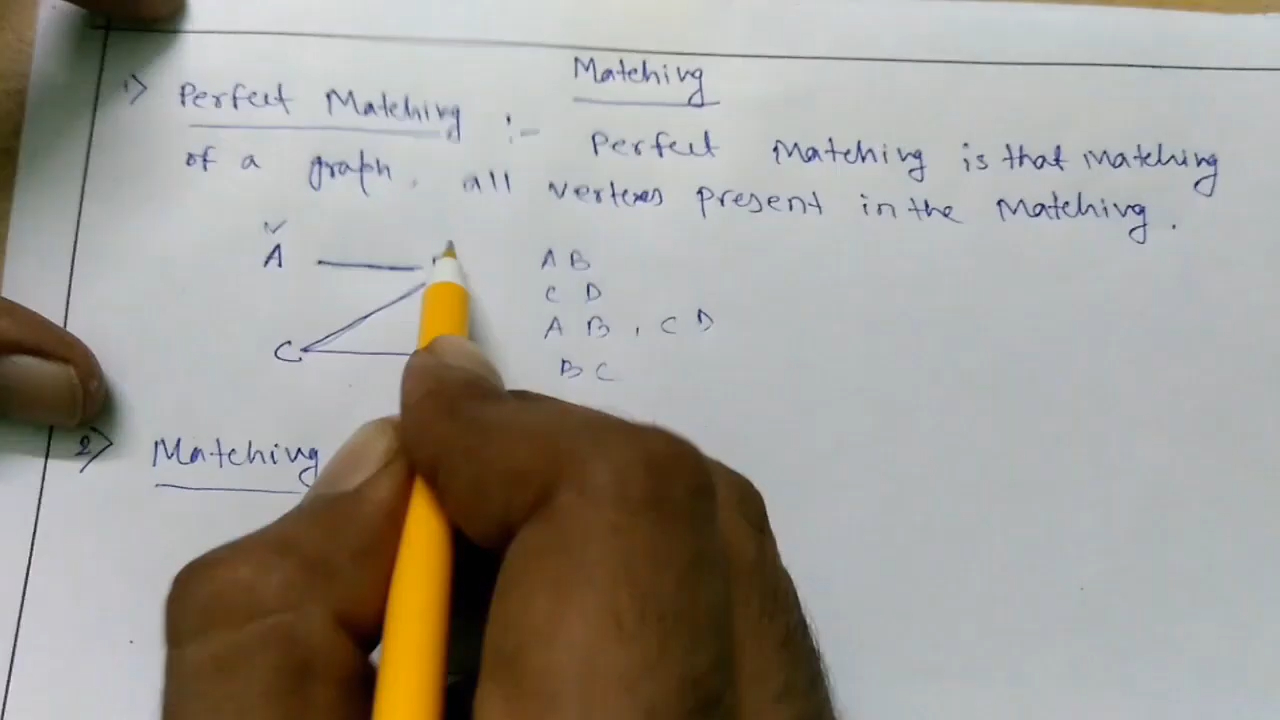 Matching
1) Perfect Matching :- Perfect Matching is that Matching
of a graph, all vertexes present in the Matching.
A
A B
C D
A B , C D
C
B C
2) Matching